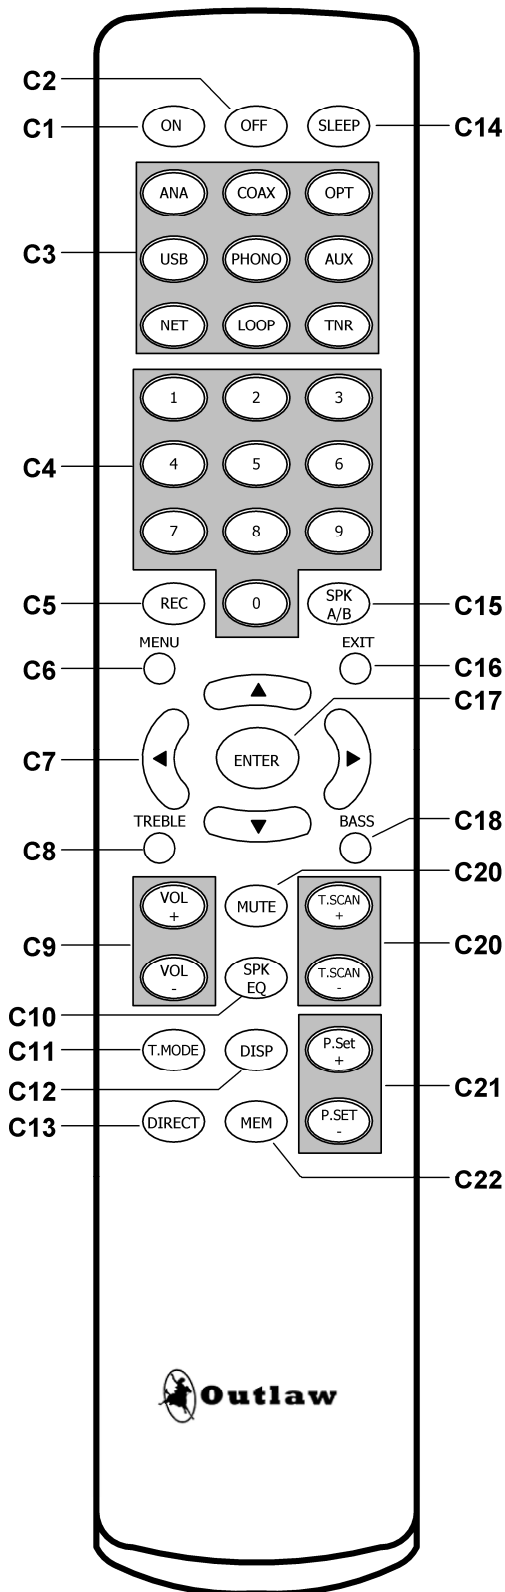 C2
C1 ON OFF SLEEP C14
ANA COAX OPT
C3 USB PHONO AUX
NET LOOP TNR
1 2 3
C4 4 5 6
7 8 9
C5 REC 0 SPK A/B C15
MENU EXIT
C6 C16
C17
C7 ENTER
TREBLE BASS
C8 C18
C20
VOL + MUTE T.SCAN +
C9 C20
VOL - SPK EQ T.SCAN -
C10
C11 T.MODE DISP P.Set +
C12 C21
C13 DIRECT MEM P.SET -
C22
Outlaw